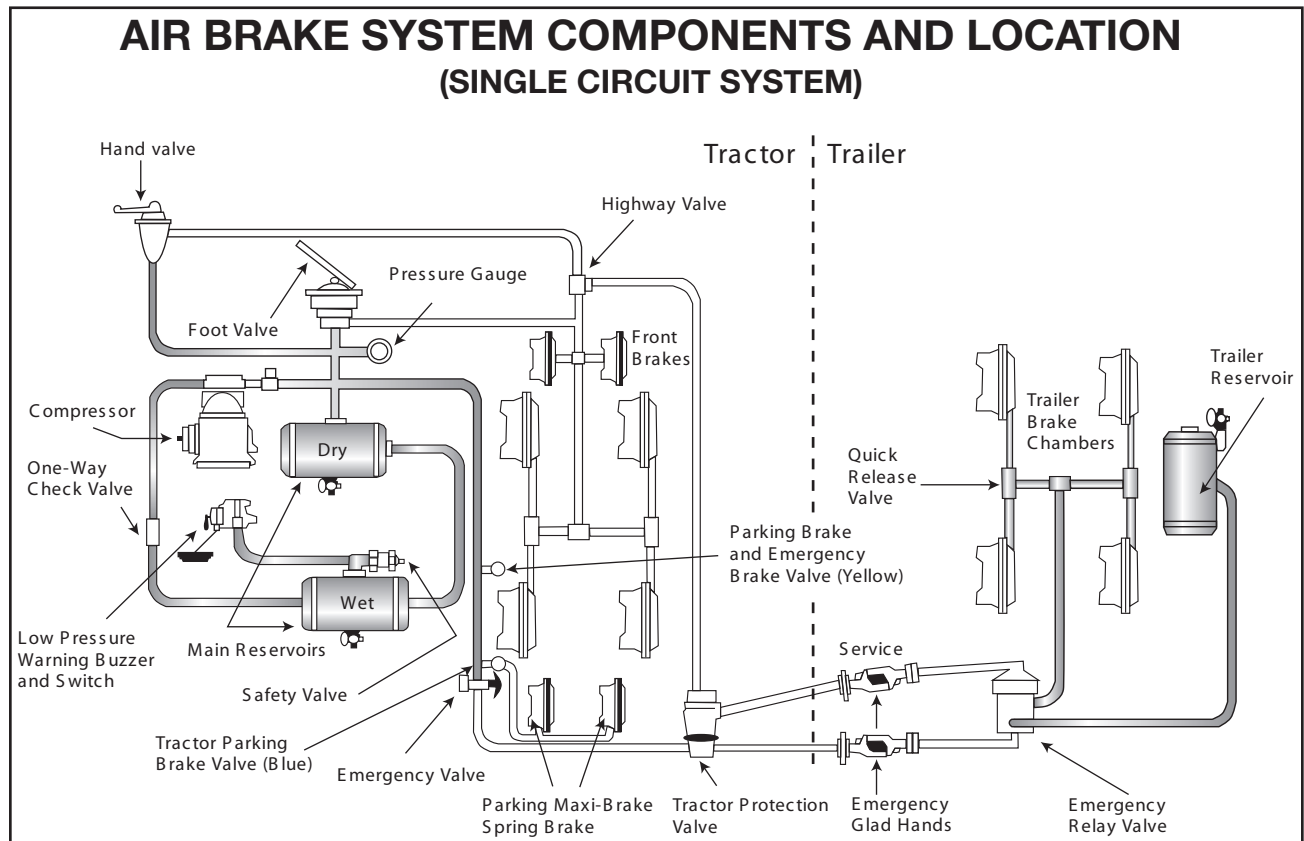 AIR BRAKE SYSTEM COMPONENTS AND LOCATION
(SINGLE CIRCUIT SYSTEM)
Hand valve
Tractor
Trailer
Highway Valve
Pressure Gauge
Foot Valve
Front
Brakes
Trailer
Reservoir
Compressor
Dry
Trailer
Brake
Chambers
One-Way
Check Valve
Quick
Release
Valve
Parking Brake
and Emergency
Brake Valve (Yellow)
Wet
Low Pressure
Warning Buzzer
and Switch
Main Reservoirs
Service
Safety Valve
Tractor Parking
Brake Valve (Blue)
Emergency Valve
Parking Maxi-Brake
Spring Brake
Tractor Protection
Valve
Emergency
Glad Hands
Emergency
Relay Valve